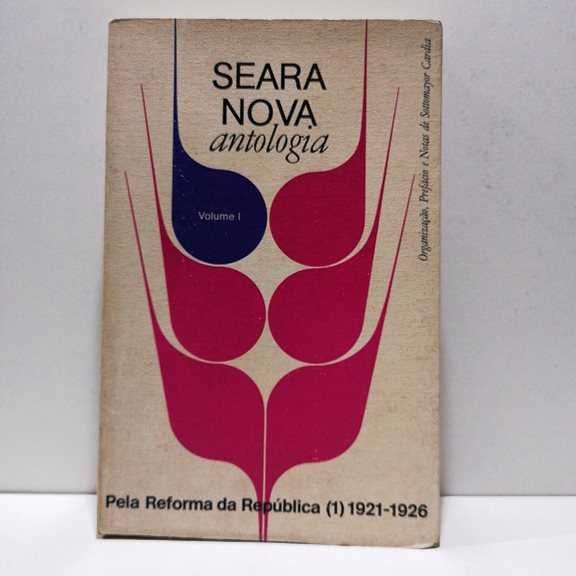 SEARA
NOVA
antologia
Organização, Prefácio e Notas de Sottomayor Cardia
Volume I
Pela Reforma da República (1) 1921-1926